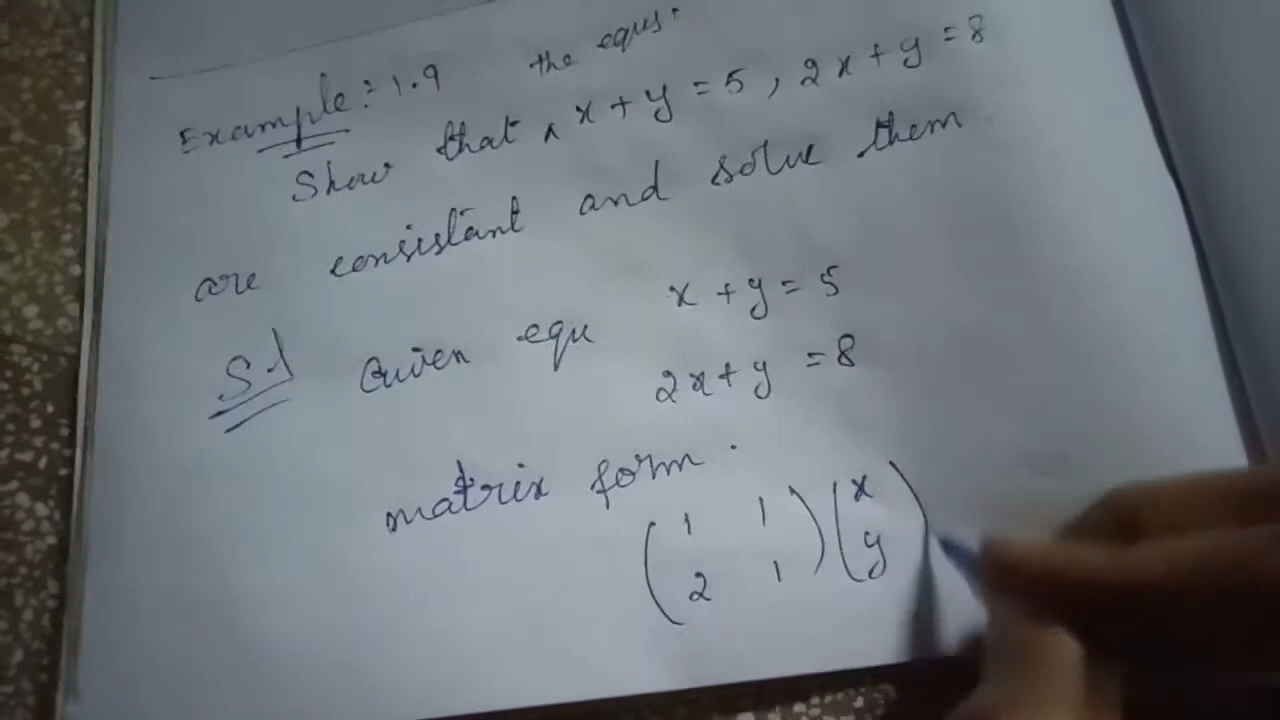 Example: 1.9
Show that ∧ the equs. x + y = 5, 2x + y = 8
are consistant and solve them
Sol Given equ x + y = 5
2x + y = 8
matrix form.
( 1 1 ) ( x )
( 2 1 ) ( y )